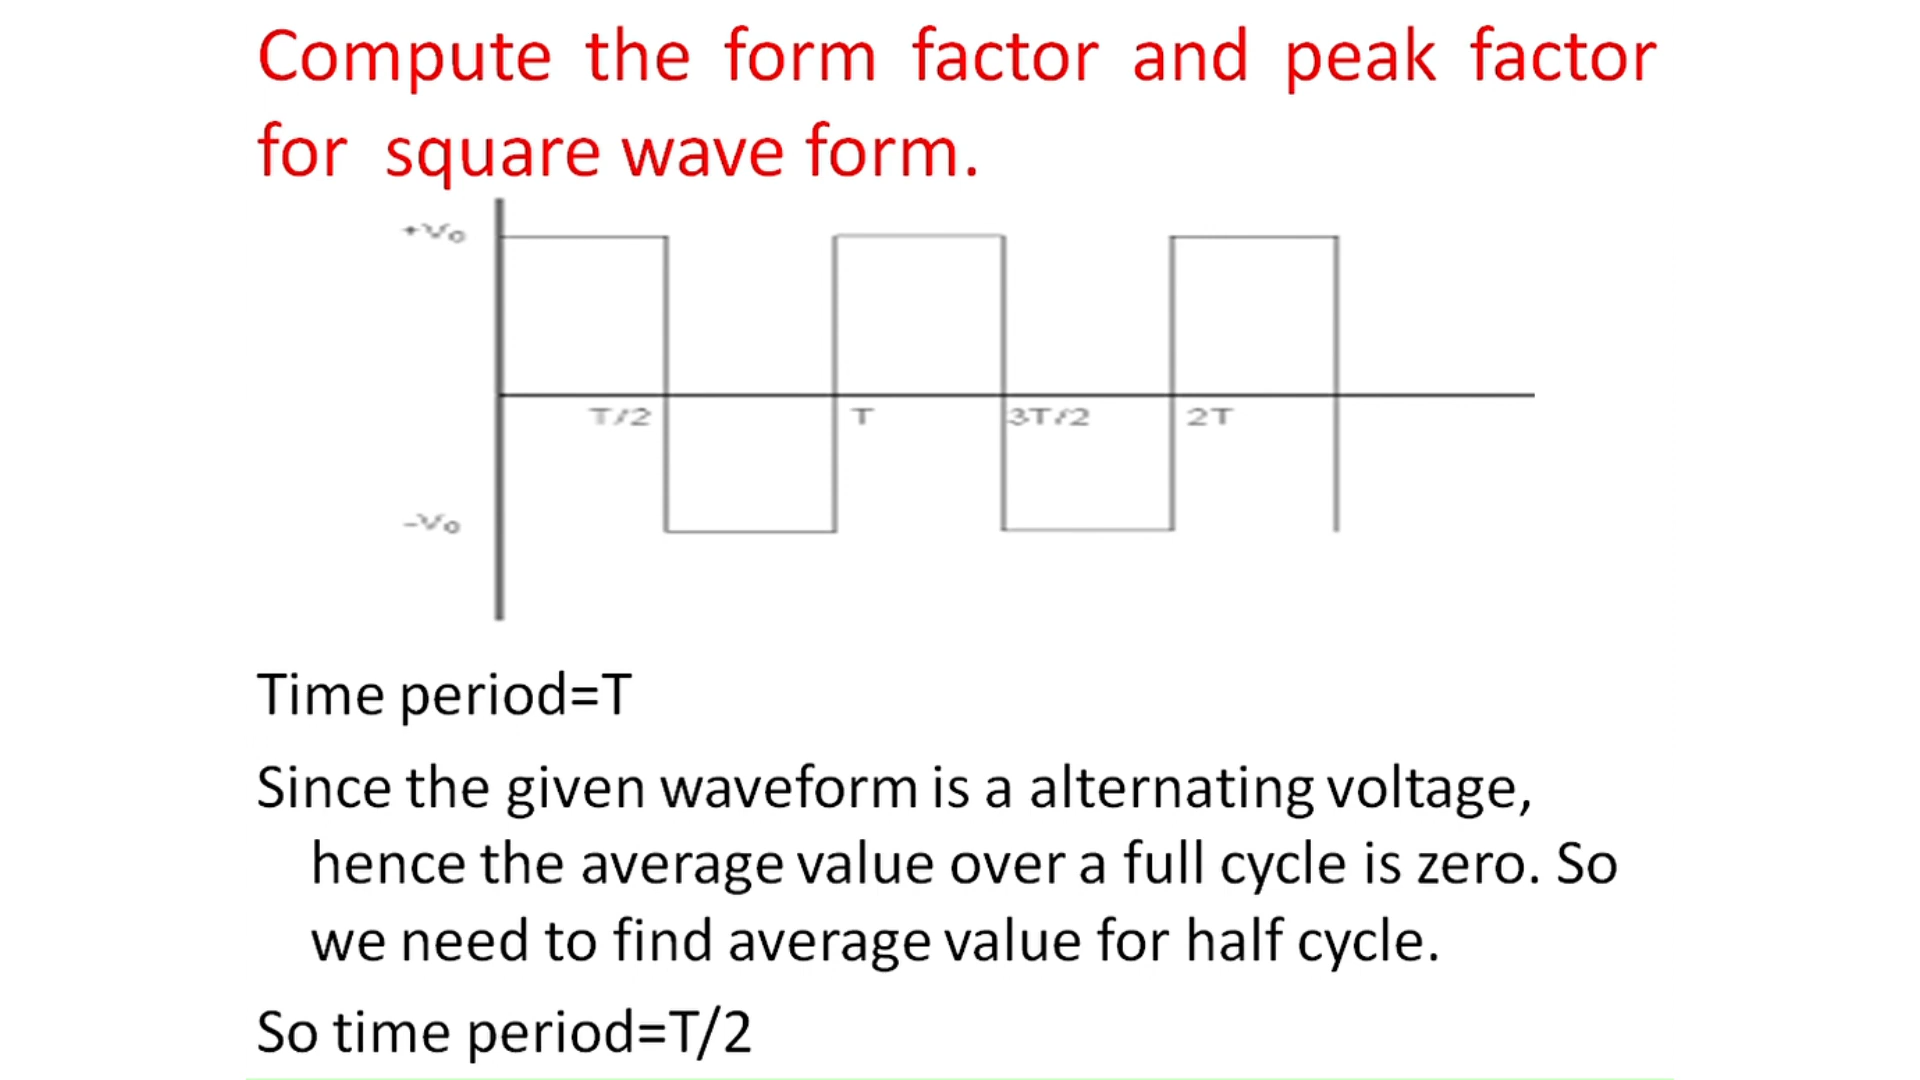 Compute the form factor and peak factor
for square wave form.
+Vo
T/2 T 3T/2 2T
-Vo
Time period=T
Since the given waveform is a alternating voltage,
hence the average value over a full cycle is zero. So
we need to find average value for half cycle.
So time period=T/2